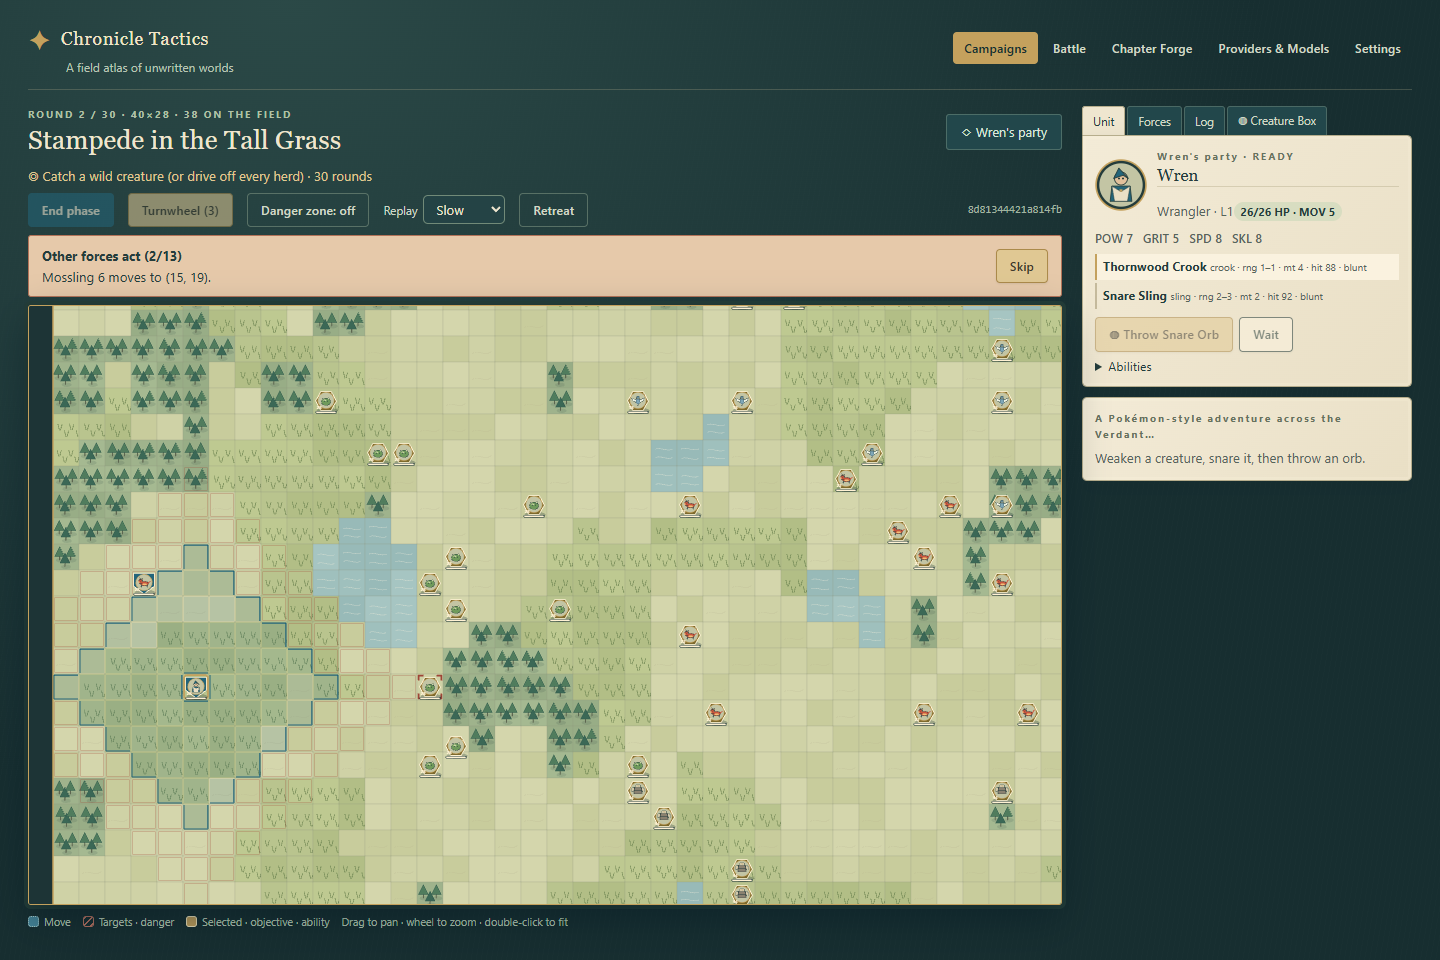 Chronicle Tactics
A field atlas of unwritten worlds
Campaigns
Battle
Chapter Forge
Providers & Models
Settings
ROUND 2 / 30 · 40×28 · 38 ON THE FIELD
Stampede in the Tall Grass
◇ Wren's party
◎ Catch a wild creature (or drive off every herd) · 30 rounds
End phase
Turnwheel (3)
Danger zone: off
Replay
Slow
Retreat
8d81344421a814fb
Other forces act (2/13)
Mossling 6 moves to (15, 19).
Skip
Move
Targets · danger
Selected · objective · ability
Drag to pan · wheel to zoom · double-click to fit
Unit
Forces
Log
Creature Box
Wren's party · READY
Wren
Wrangler · L1 26/26 HP · MOV 5
POW 7 GRIT 5 SPD 8 SKL 8
Thornwood Crook crook · rng 1–1 · mt 4 · hit 88 · blunt
Snare Sling sling · rng 2–3 · mt 2 · hit 92 · blunt
Throw Snare Orb
Wait
▶ Abilities
A Pokémon-style adventure across the
Verdant…
Weaken a creature, snare it, then throw an orb.